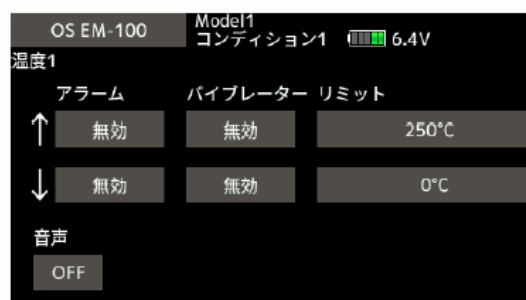 OS EM-100
Model1
コンディション1 6.4V
温度1
アラーム バイブレーター リミット
↑ 無効 無効 250°C
↓ 無効 無効 0°C
音声
OFF